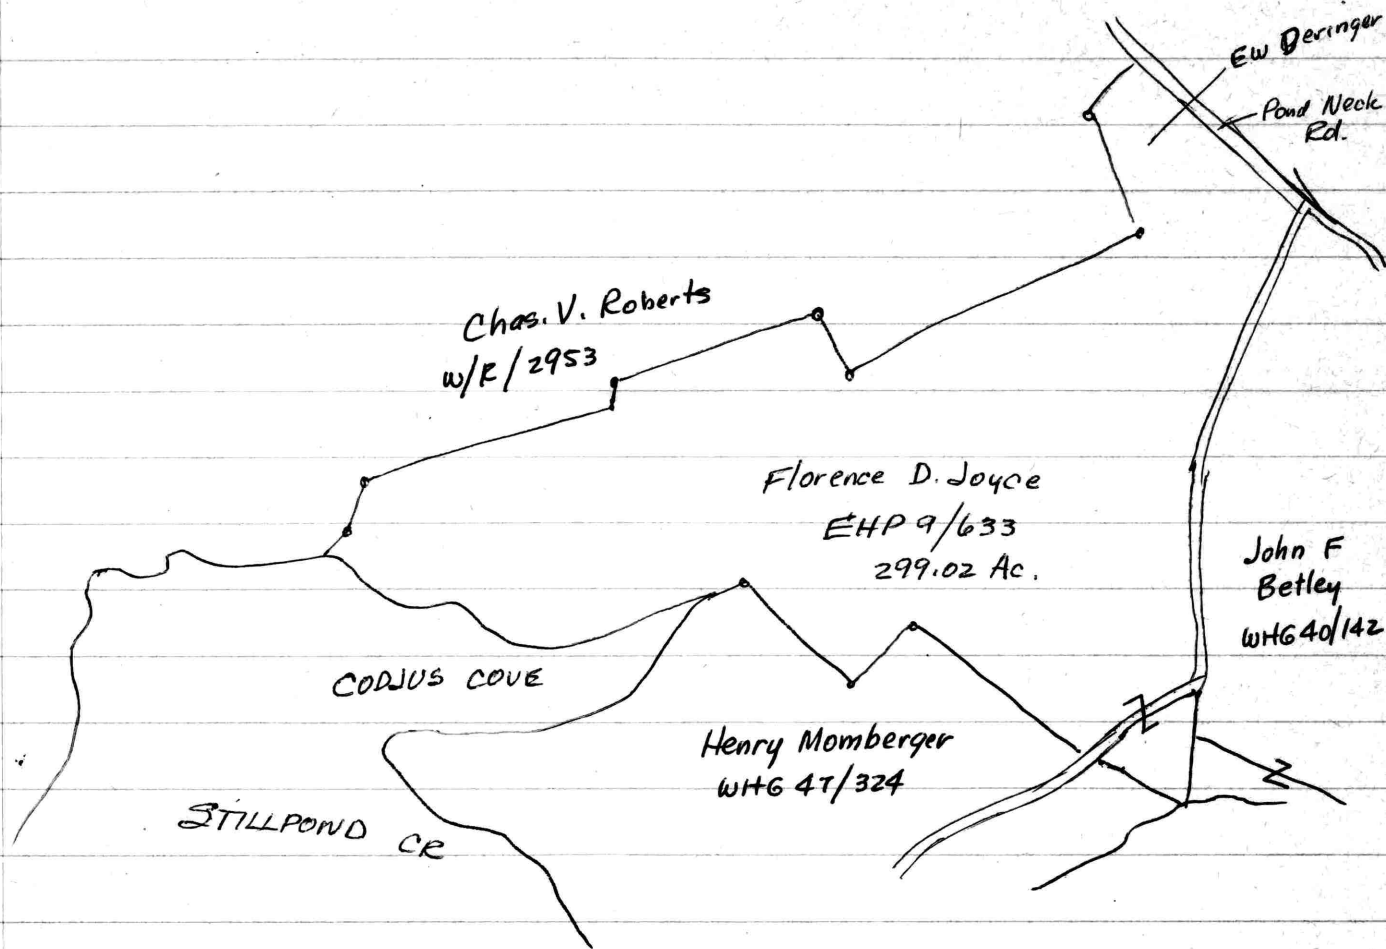 EW Deringer
Pond Neck
Rd.
Chas. V. Roberts
W/R/2953
Florence D. Joyce
EHP 9/633
299.02 Ac.
John F
Betley
WHG 40/142
CODJUS COVE
Henry Momberger
WHG 47/324
STILLPOND CR
Z
Z